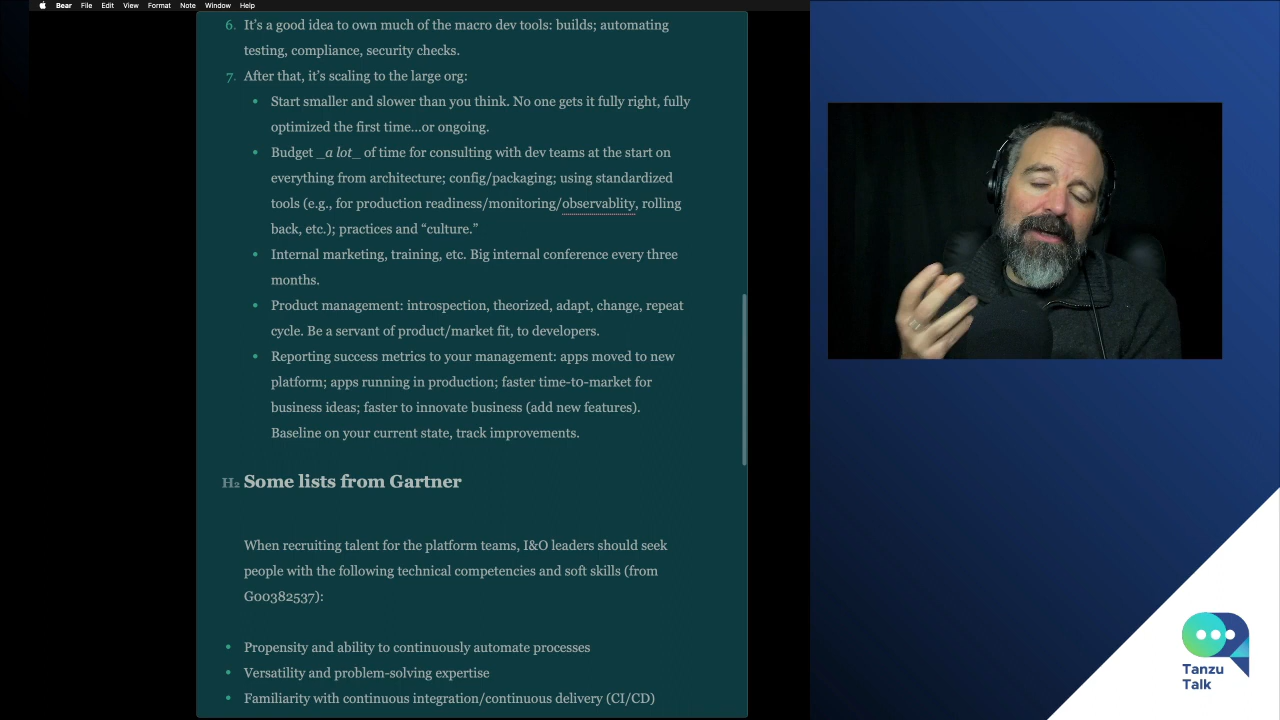 Bear File Edit View Format Note Window Help
6. It’s a good idea to own much of the macro dev tools: builds; automating
testing, compliance, security checks.
7. After that, it’s scaling to the large org:
• Start smaller and slower than you think. No one gets it fully right, fully
optimized the first time…or ongoing.
• Budget _a lot_ of time for consulting with dev teams at the start on
everything from architecture; config/packaging; using standardized
tools (e.g., for production readiness/monitoring/observablity, rolling
back, etc.); practices and “culture.”
• Internal marketing, training, etc. Big internal conference every three
months.
• Product management: introspection, theorized, adapt, change, repeat
cycle. Be a servant of product/market fit, to developers.
• Reporting success metrics to your management: apps moved to new
platform; apps running in production; faster time-to-market for
business ideas; faster to innovate business (add new features).
Baseline on your current state, track improvements.
H2 Some lists from Gartner
When recruiting talent for the platform teams, I&O leaders should seek
people with the following technical competencies and soft skills (from
G00382537):
• Propensity and ability to continuously automate processes
• Versatility and problem-solving expertise
• Familiarity with continuous integration/continuous delivery (CI/CD)
Tanzu
Talk